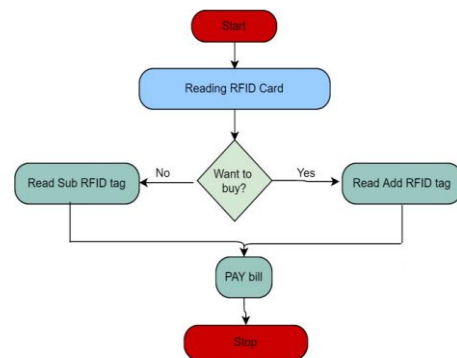 Start
Reading RFID Card
Want to
buy?
No
Yes
Read Sub RFID tag
Read Add RFID tag
PAY bill
Stop